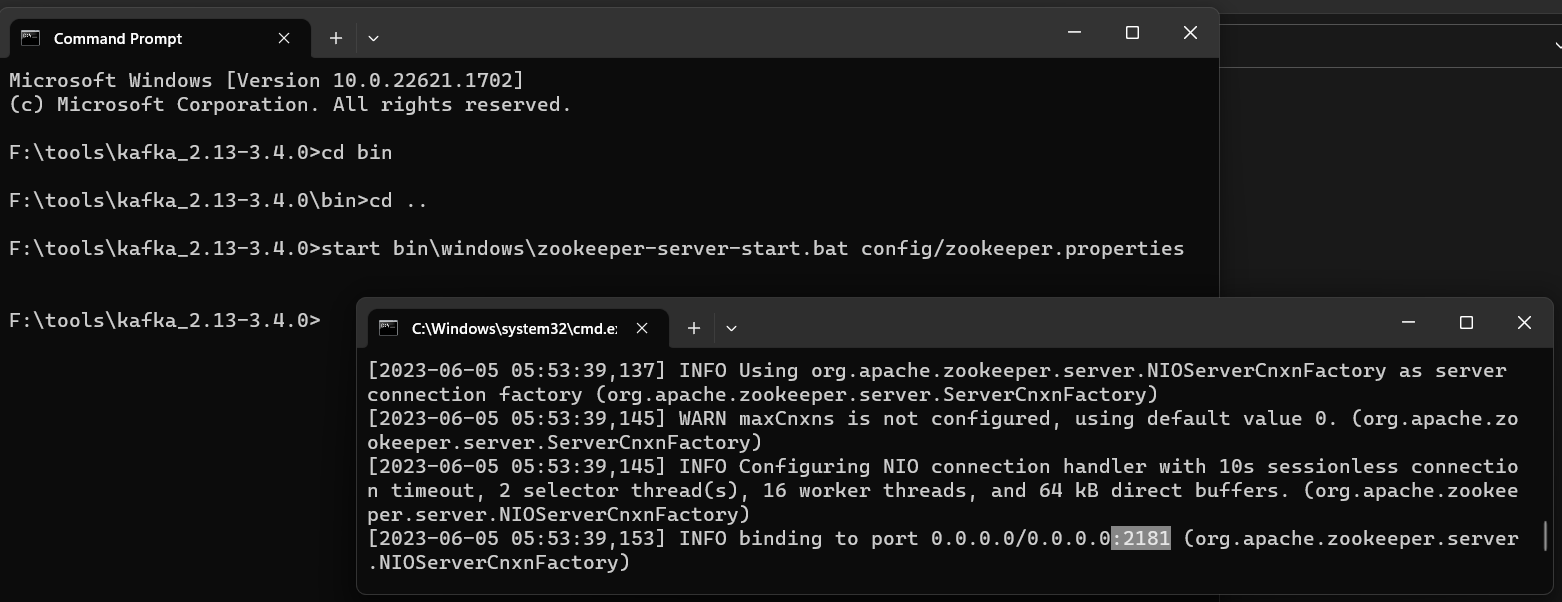 Command Prompt
Microsoft Windows [Version 10.0.22621.1702]
(c) Microsoft Corporation. All rights reserved.
F:\tools\kafka_2.13-3.4.0>cd bin
F:\tools\kafka_2.13-3.4.0\bin>cd ..
F:\tools\kafka_2.13-3.4.0>start bin\windows\zookeeper-server-start.bat config/zookeeper.properties
F:\tools\kafka_2.13-3.4.0>
C:\Windows\system32\cmd.e
[2023-06-05 05:53:39,137] INFO Using org.apache.zookeeper.server.NIOServerCnxnFactory as server
connection factory (org.apache.zookeeper.server.ServerCnxnFactory)
[2023-06-05 05:53:39,145] WARN maxCnxns is not configured, using default value 0. (org.apache.zo
okeeper.server.ServerCnxnFactory)
[2023-06-05 05:53:39,145] INFO Configuring NIO connection handler with 10s sessionless connectio
n timeout, 2 selector thread(s), 16 worker threads, and 64 kB direct buffers. (org.apache.zookee
per.server.NIOServerCnxnFactory)
[2023-06-05 05:53:39,153] INFO binding to port 0.0.0.0/0.0.0.0:2181 (org.apache.zookeeper.server
.NIOServerCnxnFactory)